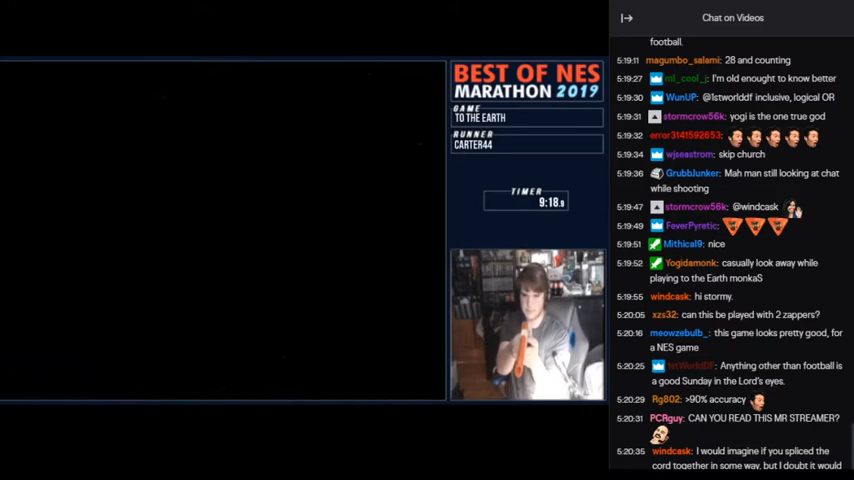 BEST OF NES
MARATHON 2019
GAME
TO THE EARTH
RUNNER
CARTER44
TIMER
9:18.9
Chat on Videos
football.
5:19:11 magumbo_salami: 28 and counting
5:19:27 ml_cool_j: I'm old enought to know better
5:19:30 WunUP: @1stworlddf inclusive, logical OR
5:19:31 stormcrow56k: yogi is the one true god
5:19:32 error3141592653:
5:19:34 wjseastrom: skip church
5:19:36 GrubbJunker: Mah man still looking at chat
while shooting
5:19:47 stormcrow56k: @windcask
5:19:49 FeverPyretic:
5:19:51 Mithical9: nice
5:19:52 Yogidamonk: casually look away while
playing to the Earth monkaS
5:19:55 windcask: hi stormy.
5:20:05 xzs32: can this be played with 2 zappers?
5:20:16 meowzebulb_: this game looks pretty good, for
a NES game
5:20:25 1stWorldDF: Anything other than football is
a good Sunday in the Lord's eyes.
5:20:29 Rg802: >90% accuracy
5:20:31 PCRguy: CAN YOU READ THIS MR STREAMER?
5:20:35 windcask: I would imagine if you spliced the
cord together in some way, but I doubt it would